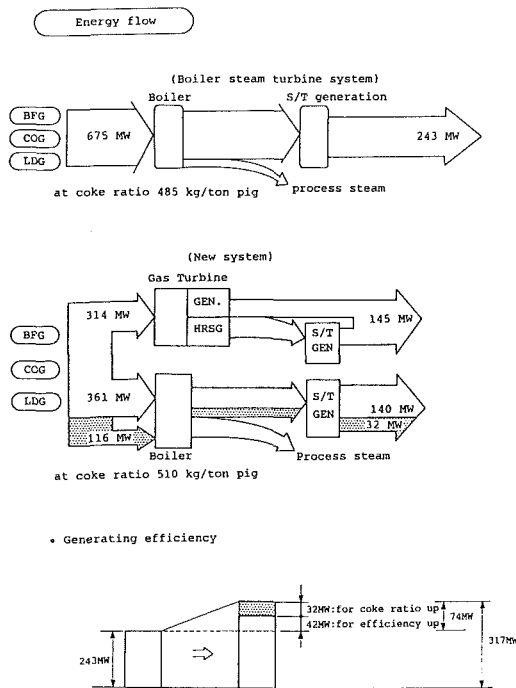 Energy flow
(Boiler steam turbine system)
Boiler
S/T generation
BFG
COG
LDG
675 MW
243 MW
process steam
at coke ratio 485 kg/ton pig
(New system)
Gas Turbine
GEN.
HRSG
314 MW
145 MW
S/T
GEN
BFG
COG
LDG
361 MW
116 MW
S/T
GEN
140 MW
32 MW
Boiler
Process steam
at coke ratio 510 kg/ton pig
• Generating efficiency
32MW:for coke ratio up
42MW:for efficiency up
74MW
317MW
243MW